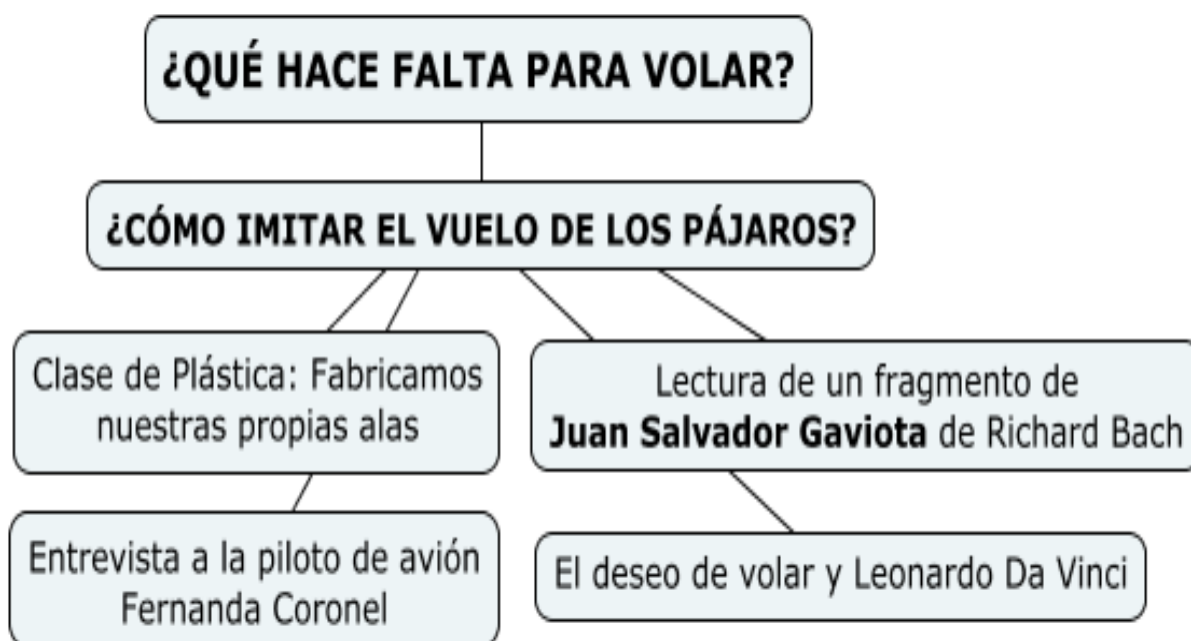 ¿QUÉ HACE FALTA PARA VOLAR?
¿CÓMO IMITAR EL VUELO DE LOS PÁJAROS?
Clase de Plástica: Fabricamos
nuestras propias alas
Lectura de un fragmento de
Juan Salvador Gaviota de Richard Bach
Entrevista a la piloto de avión
Fernanda Coronel
El deseo de volar y Leonardo Da Vinci